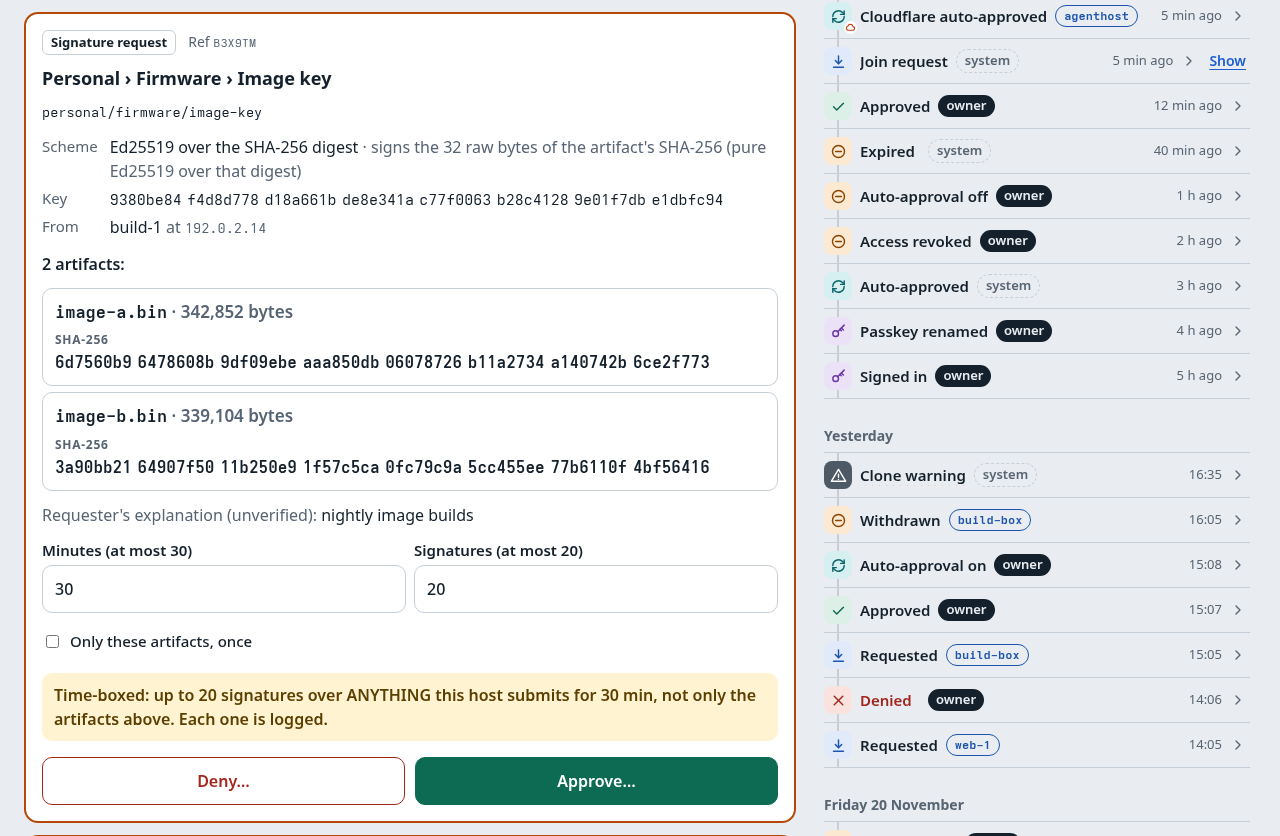 Signature request Ref B3X9TM
Personal › Firmware › Image key
personal/firmware/image-key
Scheme Ed25519 over the SHA-256 digest · signs the 32 raw bytes of the artifact's SHA-256 (pure
Ed25519 over that digest)
Key 9380be84 f4d8d778 d18a661b de8e341a c77f0063 b28c4128 9e01f7db e1dbfc94
From build-1 at 192.0.2.14
2 artifacts:
image-a.bin · 342,852 bytes
SHA-256
6d7560b9 6478608b 9df09ebe aaa850db 06078726 b11a2734 a140742b 6ce2f773
image-b.bin · 339,104 bytes
SHA-256
3a90bb21 64907f50 11b250e9 1f57c5ca 0fc79c9a 5cc455ee 77b6110f 4bf56416
Requester's explanation (unverified): nightly image builds
Minutes (at most 30) Signatures (at most 20)
30 20
Only these artifacts, once
Time-boxed: up to 20 signatures over ANYTHING this host submits for 30 min, not only the
artifacts above. Each one is logged.
Deny... Approve...
Cloudflare auto-approved agenthost 5 min ago
Join request system 5 min ago Show
Approved owner 12 min ago
Expired system 40 min ago
Auto-approval off owner 1 h ago
Access revoked owner 2 h ago
Auto-approved system 3 h ago
Passkey renamed owner 4 h ago
Signed in owner 5 h ago
Yesterday
Clone warning system 16:35
Withdrawn build-box 16:05
Auto-approval on owner 15:08
Approved owner 15:07
Requested build-box 15:05
Denied owner 14:06
Requested web-1 14:05
Friday 20 November